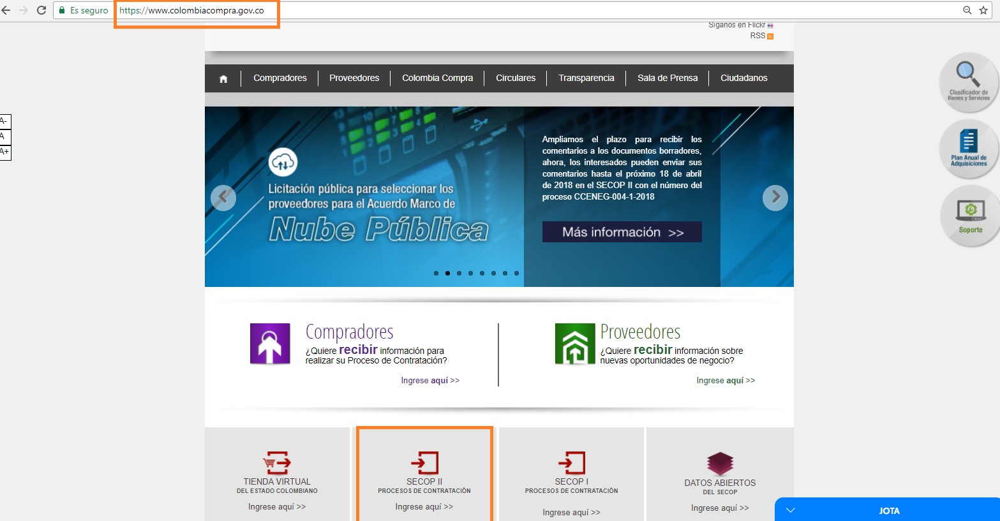 Es seguro https://www.colombiacompra.gov.co
Síganos en Flickr
RSS
Compradores Proveedores Colombia Compra Circulares Transparencia Sala de Prensa Ciudadanos
A-
A
A+
Licitación pública para seleccionar los
proveedores para el Acuerdo Marco de
Nube Pública
Ampliamos el plazo para recibir los
comentarios a los documentos borradores,
ahora, los interesados pueden enviar sus
comentarios hasta el próximo 18 de abril
de 2018 en el SECOP II con el número del
proceso CCENEG-004-1-2018
Más información >>
Clasificador de
Bienes y Servicios
Plan Anual de
Adquisiciones
Soporte
Compradores
¿Quiere recibir información para
realizar su Proceso de Contratación?
Ingrese aquí >>
Proveedores
¿Quiere recibir información sobre
nuevas oportunidades de negocio?
Ingrese aquí >>
TIENDA VIRTUAL
DEL ESTADO COLOMBIANO
Ingrese aquí >>
SECOP II
PROCESOS DE CONTRATACIÓN
Ingrese aquí >>
SECOP I
PROCESOS DE CONTRATACIÓN
Ingrese aquí >>
DATOS ABIERTOS
DEL SECOP
Ingrese aquí >>
JOTA